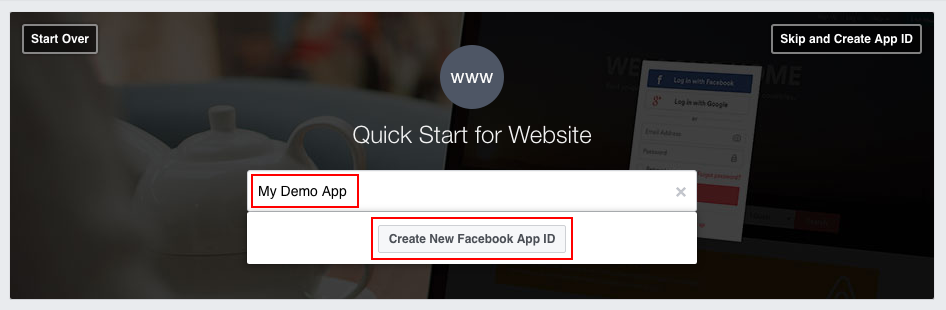 Start Over
Skip and Create App ID
www
Quick Start for Website
Log in with Facebook
Log in with Google
or
Email Address
Password
Forgot password?
My Demo App
×
Create New Facebook App ID